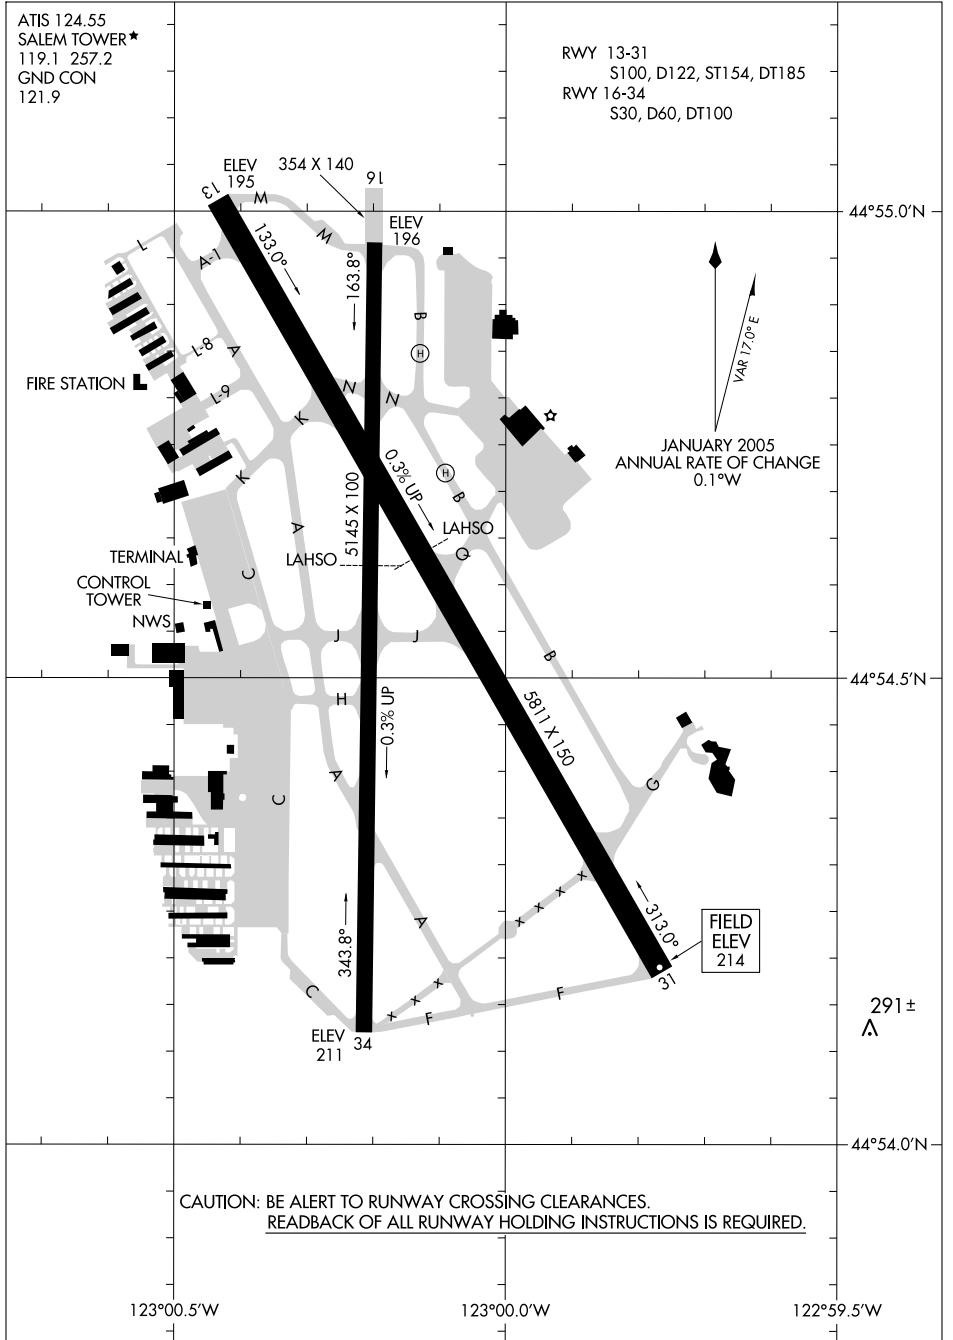 ATIS 124.55
SALEM TOWER★
119.1 257.2
GND CON
121.9
RWY 13-31
S100, D122, ST154, DT185
RWY 16-34
S30, D60, DT100
354 X 140
ELEV
195
13
16
ELEV
196
44°55.0'N
133.0°
163.8°
L
A-1
M
M
B
H
L-8
A
L-9
K
N
N
FIRE STATION
VAR 17.0° E
JANUARY 2005
ANNUAL RATE OF CHANGE
0.1°W
K
0.3% UP
H
B
5145 X 100
A
LAHSO
LAHSO
Q
TERMINAL
C
CONTROL
TOWER
NWS
J
J
B
44°54.5'N
H
0.3% UP
5811 X 150
A
C
G
x
x
x
x
A
343.8°
313.0°
FIELD
ELEV
214
31
C
x
x
x
F
F
ELEV
211
34
291±
44°54.0'N
CAUTION: BE ALERT TO RUNWAY CROSSING CLEARANCES.
READBACK OF ALL RUNWAY HOLDING INSTRUCTIONS IS REQUIRED.
123°00.5'W
123°00.0'W
122°59.5'W